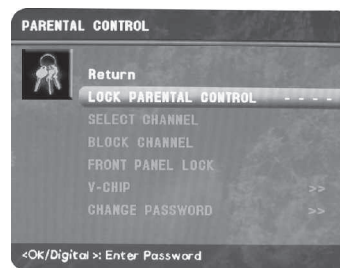 PARENTAL CONTROL
Return
LOCK PARENTAL CONTROL - - - -
SELECT CHANNEL
BLOCK CHANNEL
FRONT PANEL LOCK
V-CHIP >>
CHANGE PASSWORD >>
<OK/Digital>: Enter Password